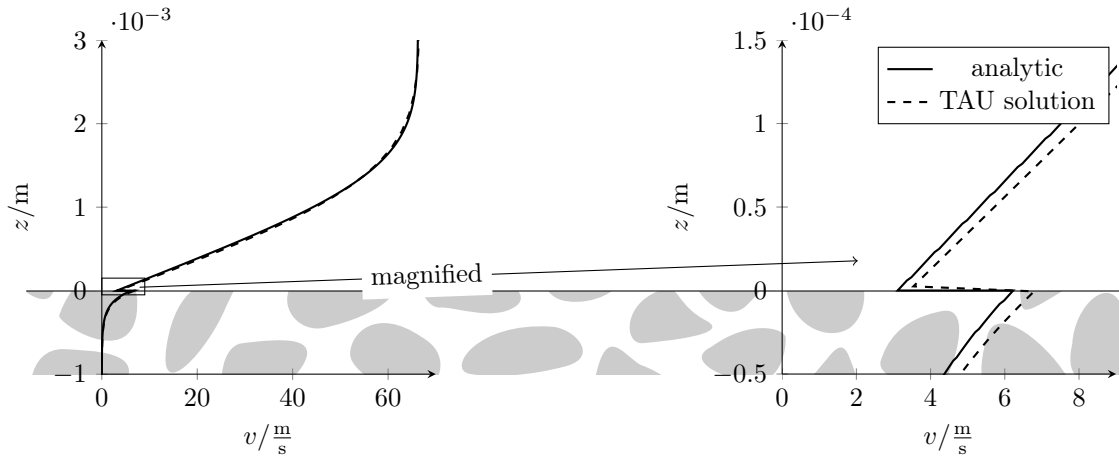 ·10⁻³
3
2
1
0
−1
z/m
0 20 40 60
v/ m/s
magnified
·10⁻⁴
1.5
1
0.5
0
−0.5
z/m
0 2 4 6 8
v/ m/s
analytic
TAU solution